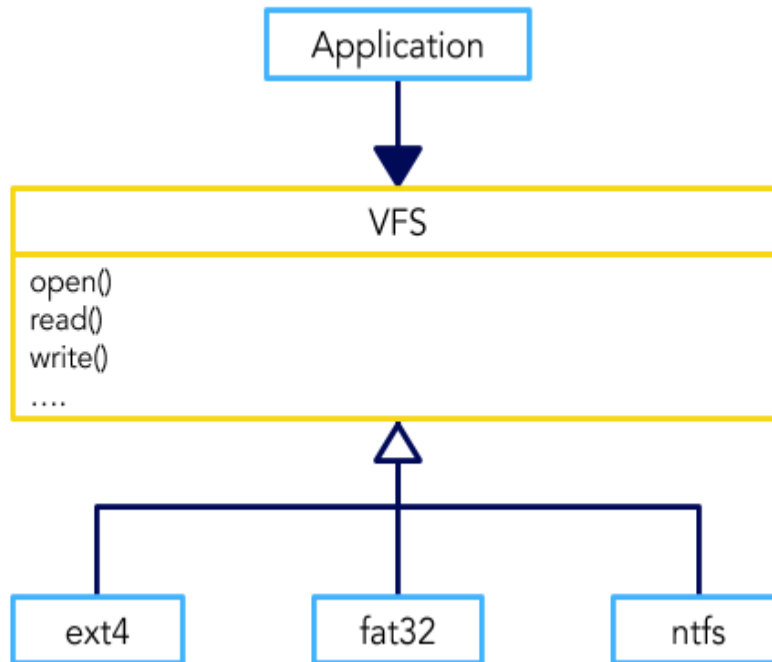 Application
VFS
open()
read()
write()
....
ext4
fat32
ntfs